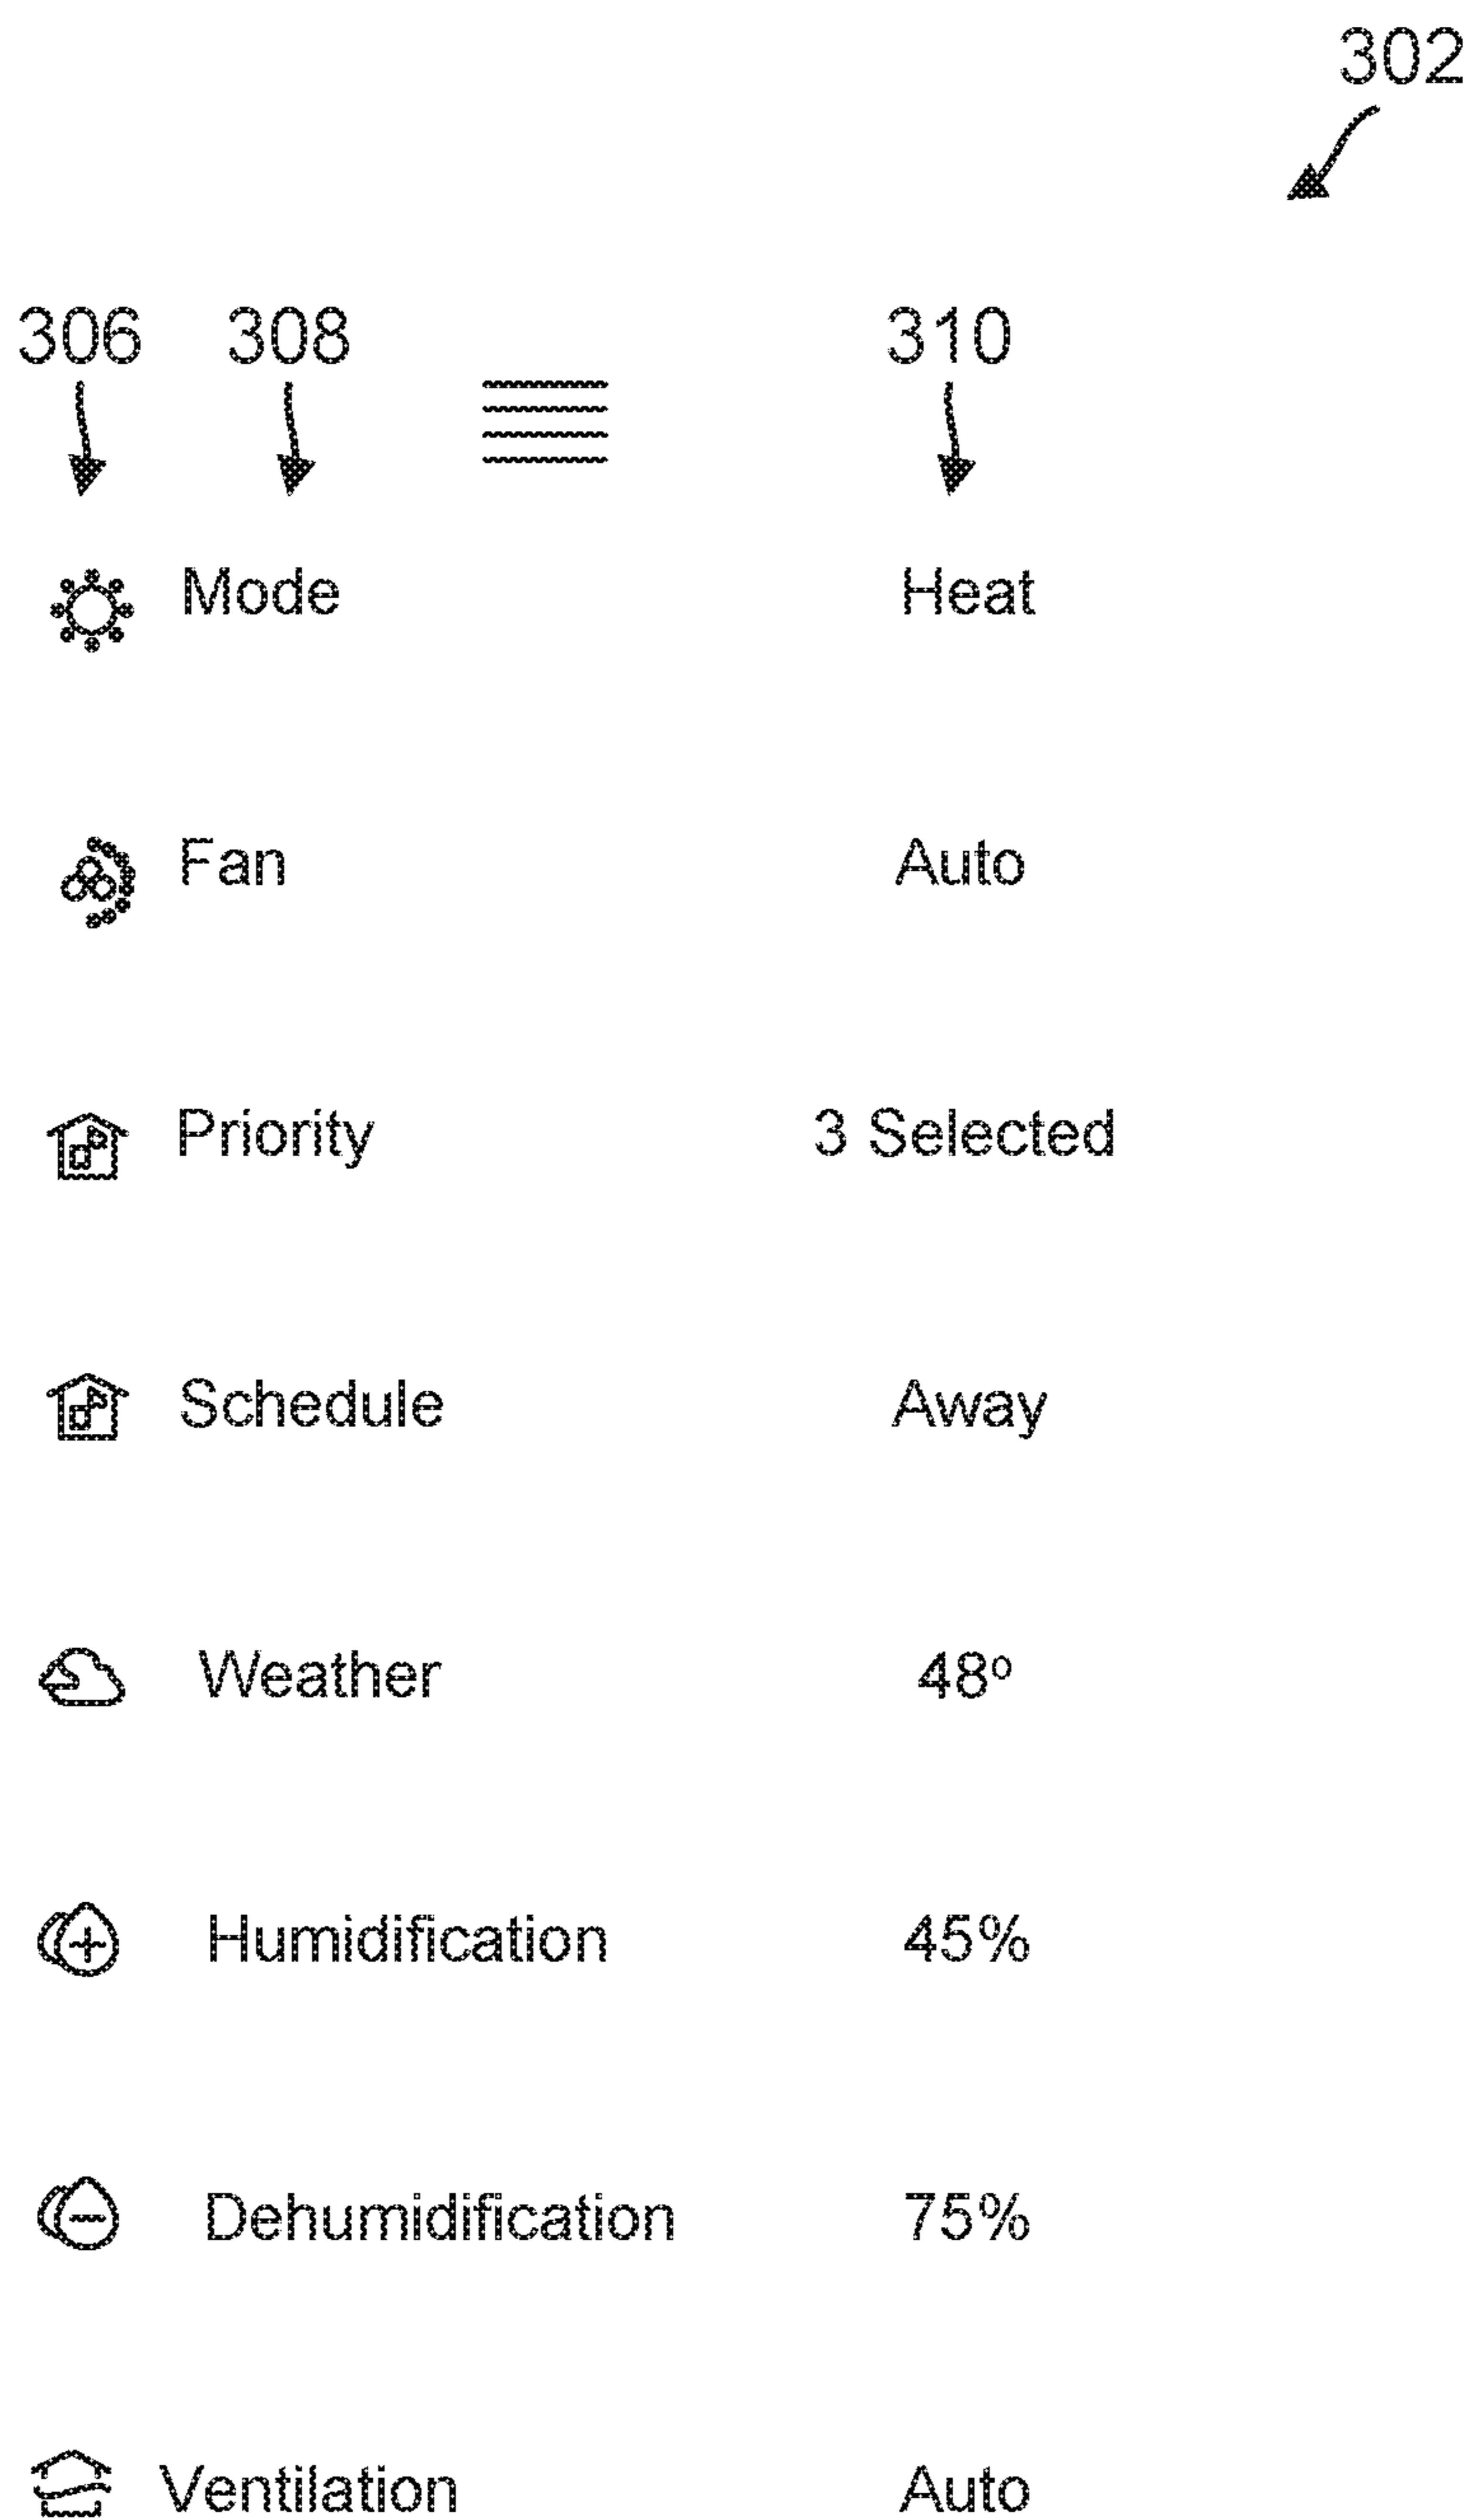 302
306 308 310
Mode Heat
Fan Auto
Priority 3 Selected
Schedule Away
Weather 48º
Humidification 45%
Dehumidification 75%
Ventilation Auto